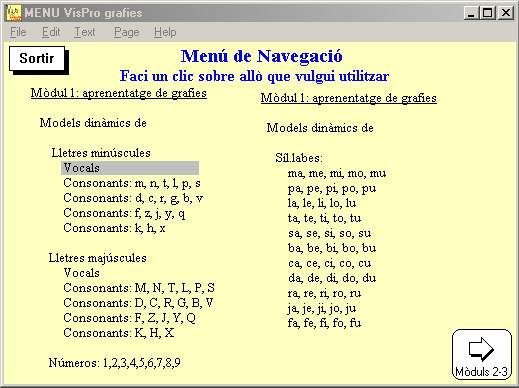 MENU VisPro grafies
File Edit Text Page Help
Sortir
Menú de Navegació
Faci un clic sobre allò que vulgui utilitzar
Mòdul 1: aprenentatge de grafies
Models dinàmics de
Lletres minúscules
Vocals
Consonants: m, n, t, l, p, s
Consonants: d, c, r, g, b, v
Consonants: f, z, j, y, q
Consonants: k, h, x
Lletres majúscules
Vocals
Consonants: M, N, T, L, P, S
Consonants: D, C, R, G, B, V
Consonants: F, Z, J, Y, Q
Consonants: K, H, X
Números: 1,2,3,4,5,6,7,8,9
Mòdul 1: aprenentatge de grafies
Models dinàmics de
Síl.labes:
ma, me, mi, mo, mu
pa, pe, pi, po, pu
la, le, li, lo, lu
ta, te, ti, to, tu
sa, se, si, so, su
ba, be, bi, bo, bu
ca, ce, ci, co, cu
da, de, di, do, du
ra, re, ri, ro, ru
ja, je, ji, jo, ju
fa, fe, fi, fo, fu
Mòduls 2-3